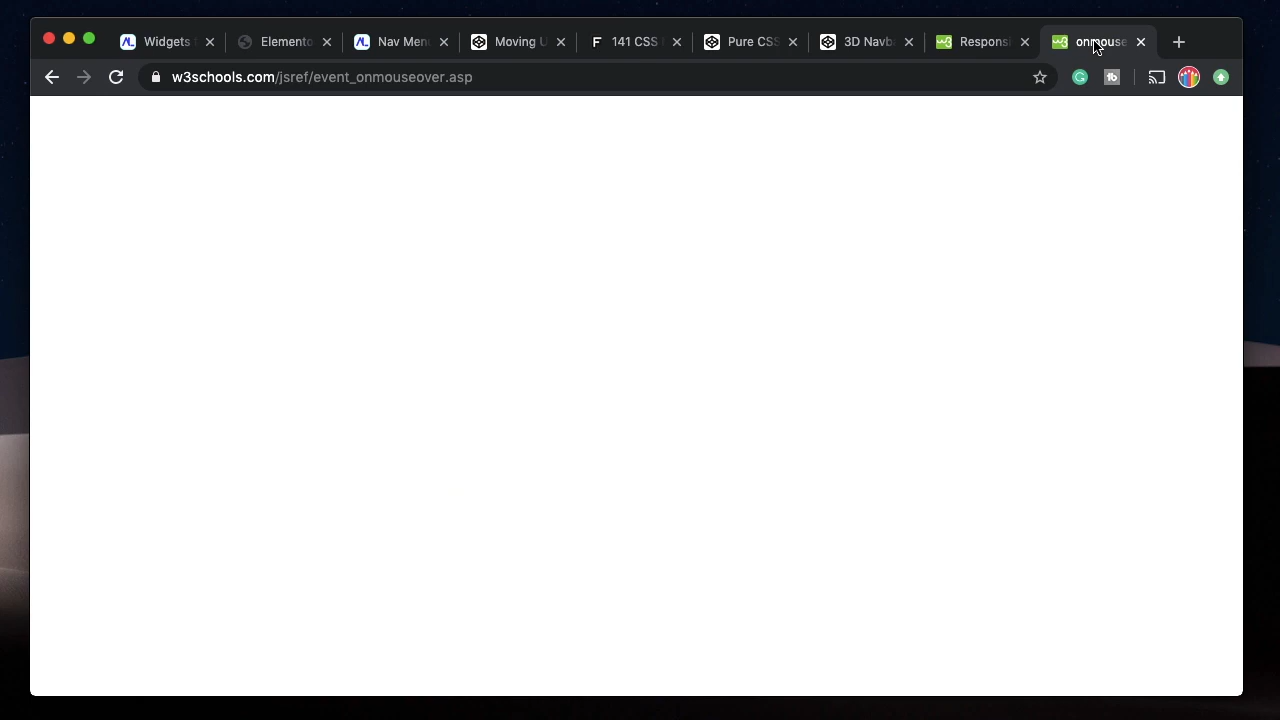 Widgets
Elemento
Nav Men
Moving U
141 CSS
Pure CSS
3D Navb
Respons
onmouse
w3schools.com/jsref/event_onmouseover.asp